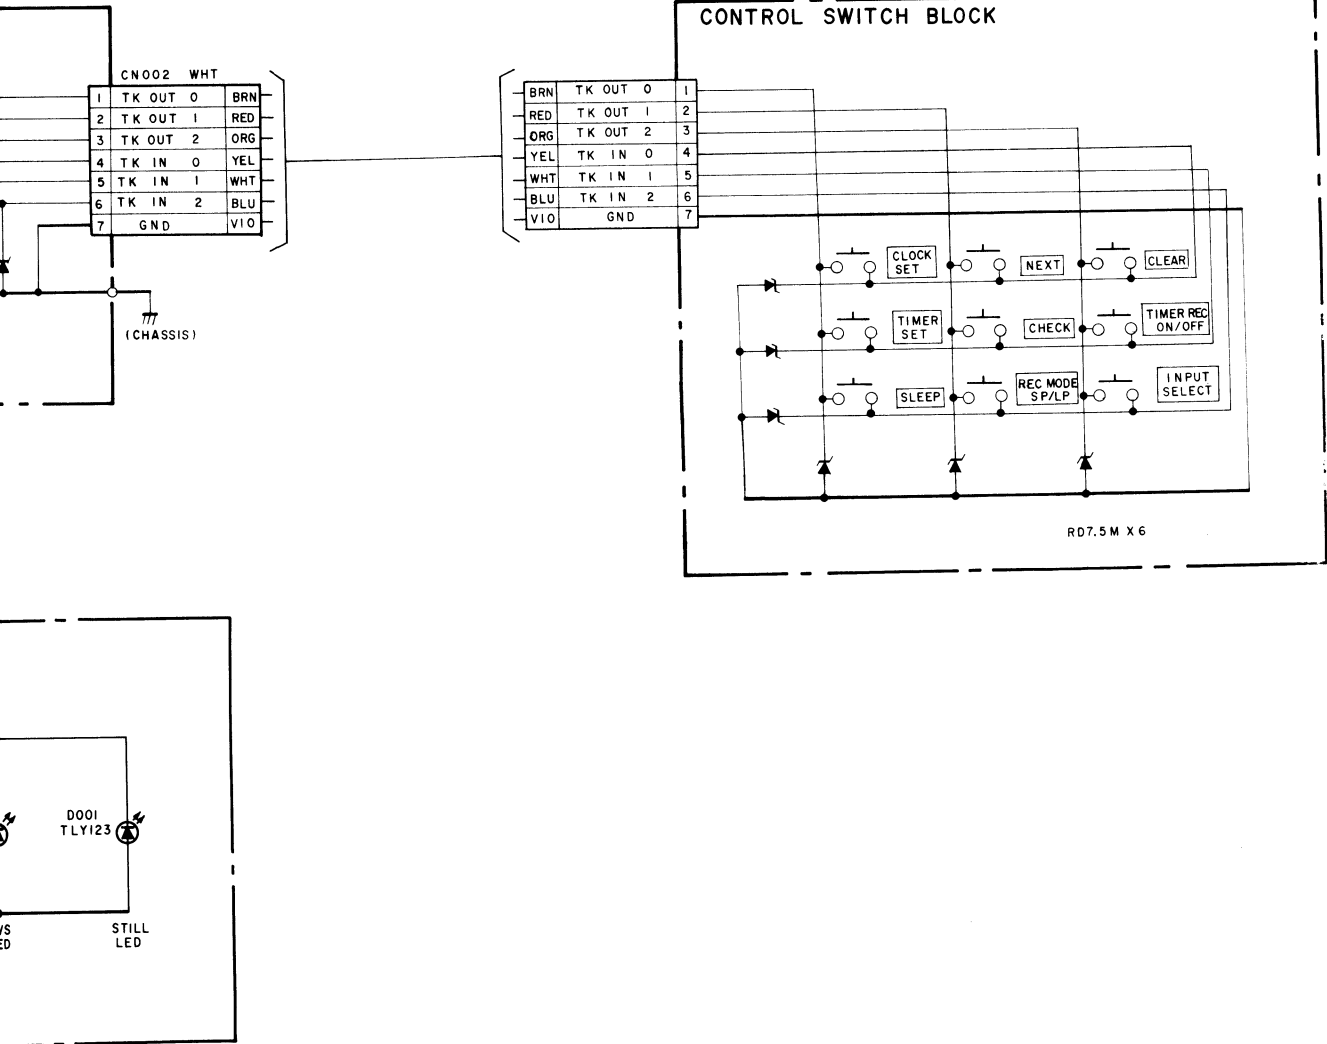 CONTROL SWITCH BLOCK
CN002 WHT
1 TK OUT 0 BRN
2 TK OUT 1 RED
3 TK OUT 2 ORG
4 TK IN 0 YEL
5 TK IN 1 WHT
6 TK IN 2 BLU
7 GND VIO
(CHASSIS)
BRN TK OUT 0 1
RED TK OUT 1 2
ORG TK OUT 2 3
YEL TK IN 0 4
WHT TK IN 1 5
BLU TK IN 2 6
VIO GND 7
CLOCK
SET
NEXT
CLEAR
TIMER
SET
CHECK
TIMER REC
ON/OFF
SLEEP
REC MODE
SP/LP
INPUT
SELECT
RD7.5M X 6
D001
TLY123
STILL
LED